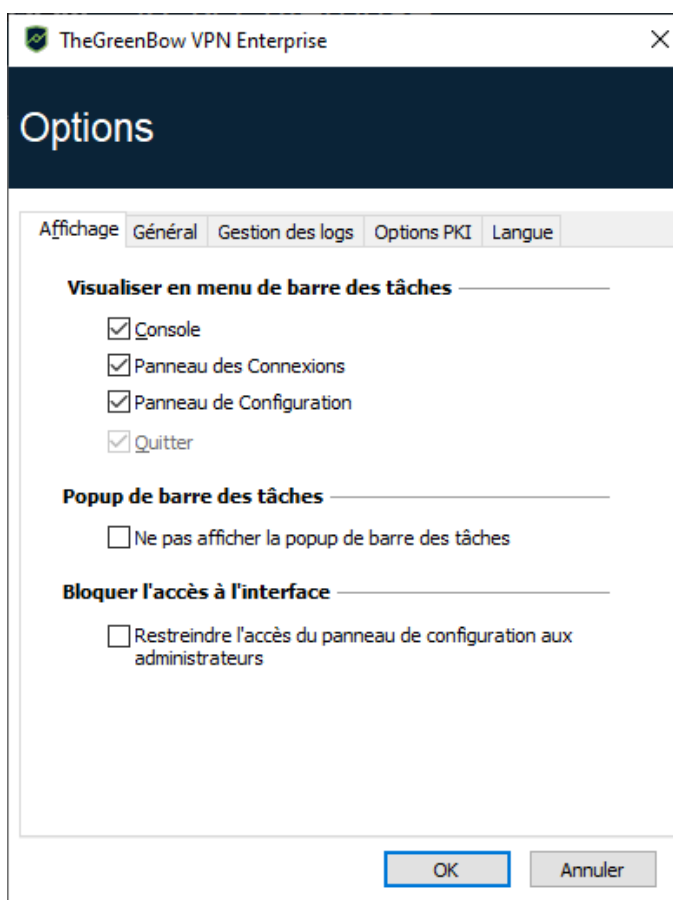 TheGreenBow VPN Enterprise
Options
Affichage
Général
Gestion des logs
Options PKI
Langue
Visualiser en menu de barre des tâches
Console
Panneau des Connexions
Panneau de Configuration
Quitter
Popup de barre des tâches
Ne pas afficher la popup de barre des tâches
Bloquer l'accès à l'interface
Restreindre l'accès du panneau de configuration aux
administrateurs
OK
Annuler